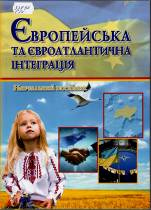 ЄВРОПЕЙСЬКА
ТА ЄВРОАТЛАНТИЧНА
ІНТЕГРАЦІЯ
Навчальний посібник